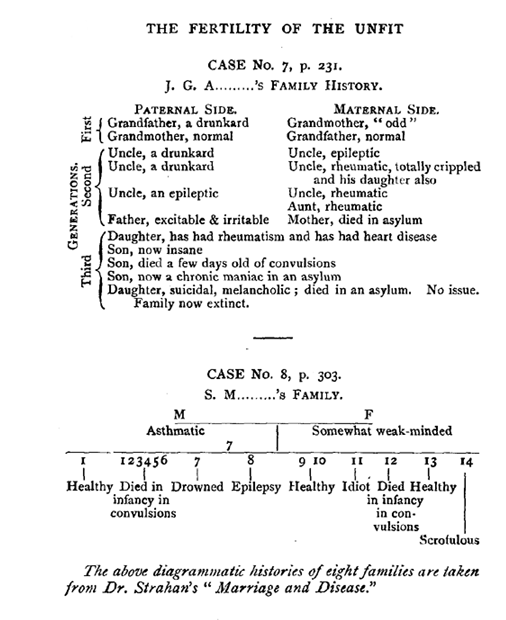 THE FERTILITY OF THE UNFIT
CASE No. 7, p. 231.
J. G. A.........'s FAMILY HISTORY.
PATERNAL SIDE. MATERNAL SIDE.
GENERATIONS.
First
Grandfather, a drunkard Grandmother, "odd"
Grandmother, normal Grandfather, normal
Second
Uncle, a drunkard Uncle, epileptic
Uncle, a drunkard Uncle, rheumatic, totally crippled
and his daughter also
Uncle, an epileptic Uncle, rheumatic
Aunt, rheumatic
Father, excitable & irritable Mother, died in asylum
Third
Daughter, has had rheumatism and has had heart disease
Son, now insane
Son, died a few days old of convulsions
Son, now a chronic maniac in an asylum
Daughter, suicidal, melancholic; died in an asylum. No issue.
Family now extinct.
CASE No. 8, p. 303.
S. M.........'s FAMILY.
M F
Asthmatic Somewhat weak-minded
7
1 123456 7 8 9 10 11 12 13 14
Healthy Died in Drowned Epilepsy Healthy Idiot Died Healthy
infancy in in infancy
convulsions in con-
vulsions
Scrofulous
The above diagrammatic histories of eight families are taken
from Dr. Strahan's "Marriage and Disease."